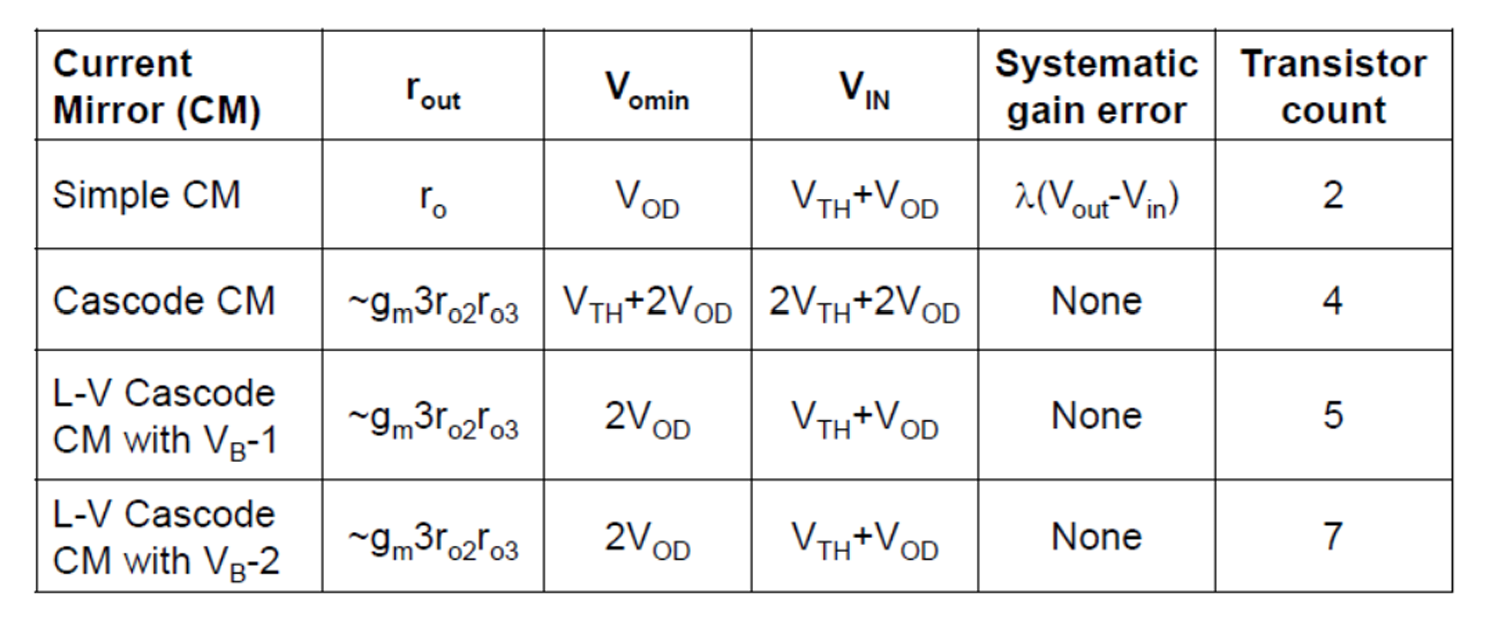 Current Mirror (CM) | rout | Vomin | VIN | Systematic gain error | Transistor count
Simple CM | ro | VOD | VTH+VOD | λ(Vout-Vin) | 2
Cascode CM | ~gm3ro2ro3 | VTH+2VOD | 2VTH+2VOD | None | 4
L-V Cascode CM with VB-1 | ~gm3ro2ro3 | 2VOD | VTH+VOD | None | 5
L-V Cascode CM with VB-2 | ~gm3ro2ro3 | 2VOD | VTH+VOD | None | 7